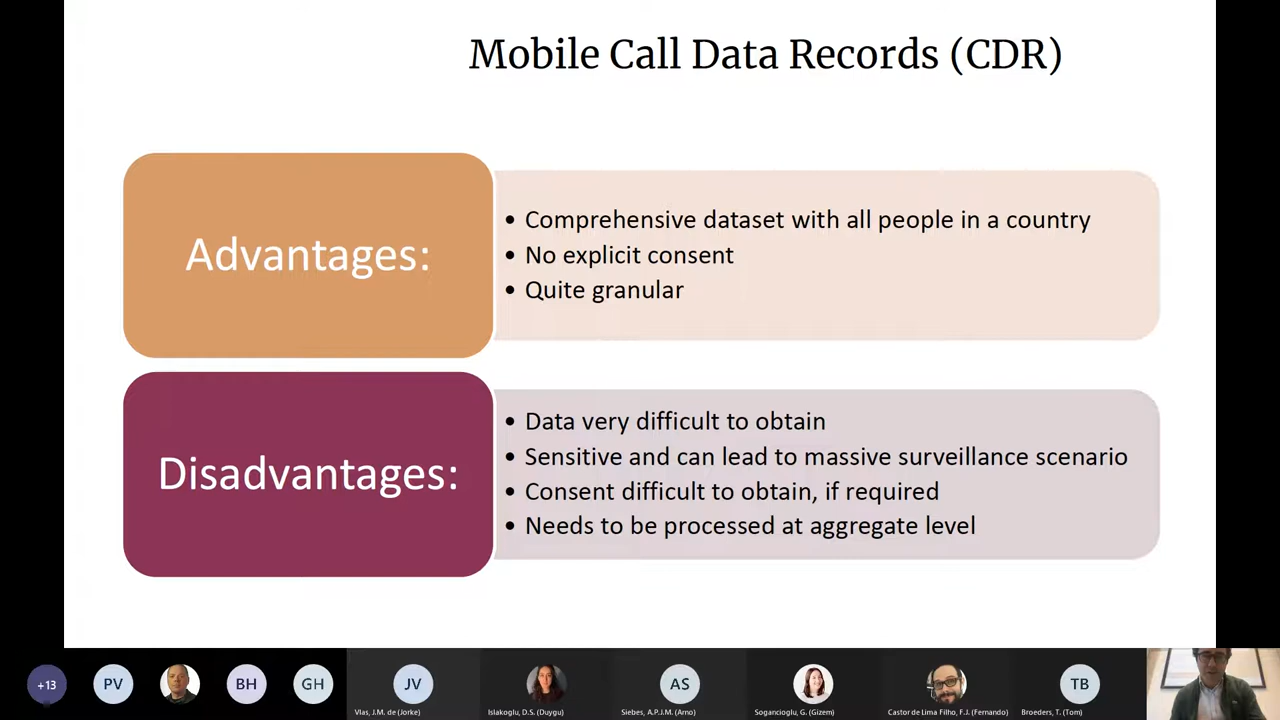 Mobile Call Data Records (CDR)
Advantages:
• Comprehensive dataset with all people in a country
• No explicit consent
• Quite granular
Disadvantages:
• Data very difficult to obtain
• Sensitive and can lead to massive surveillance scenario
• Consent difficult to obtain, if required
• Needs to be processed at aggregate level
+13
PV
BH
GH
JV
AS
TB
Vlas, J.M. de (Jorke)
Islakoglu, D.S. (Duygu)
Siebes, A.P.J.M. (Arno)
Sogancioglu, G. (Gizem)
Castor de Lima Filho, F.J. (Fernando)
Broeders, T. (Tom)